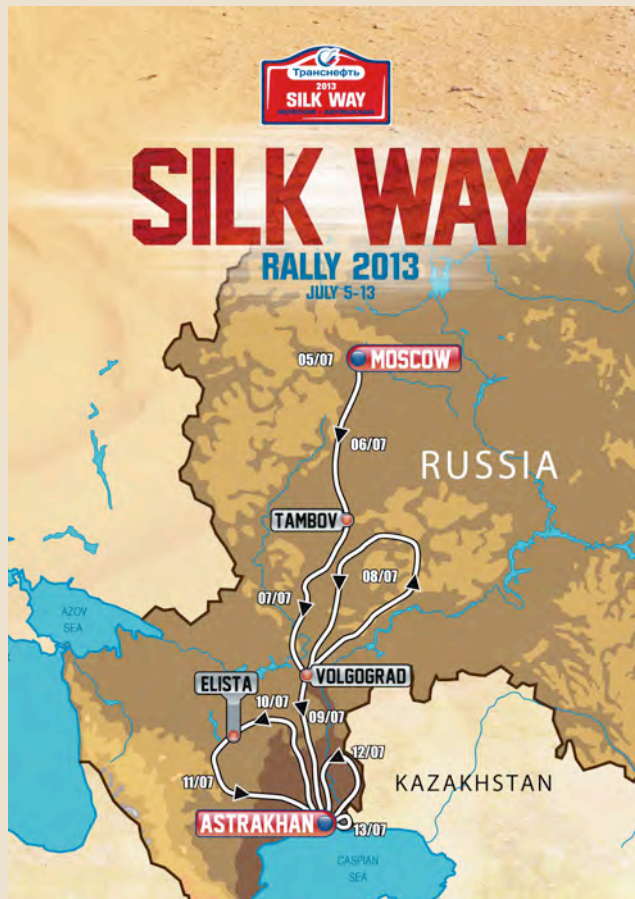 Транснефть
2013
SILK WAY
MOSCOW - ASTRAKHAN
SILK WAY
RALLY 2013
JULY 5-13
05/07
MOSCOW
06/07
RUSSIA
TAMBOV
08/07
07/07
AZOV
SEA
VOLGOGRAD
ELISTA
10/07
09/07
12/07
11/07
KAZAKHSTAN
ASTRAKHAN
13/07
CASPIAN
SEA